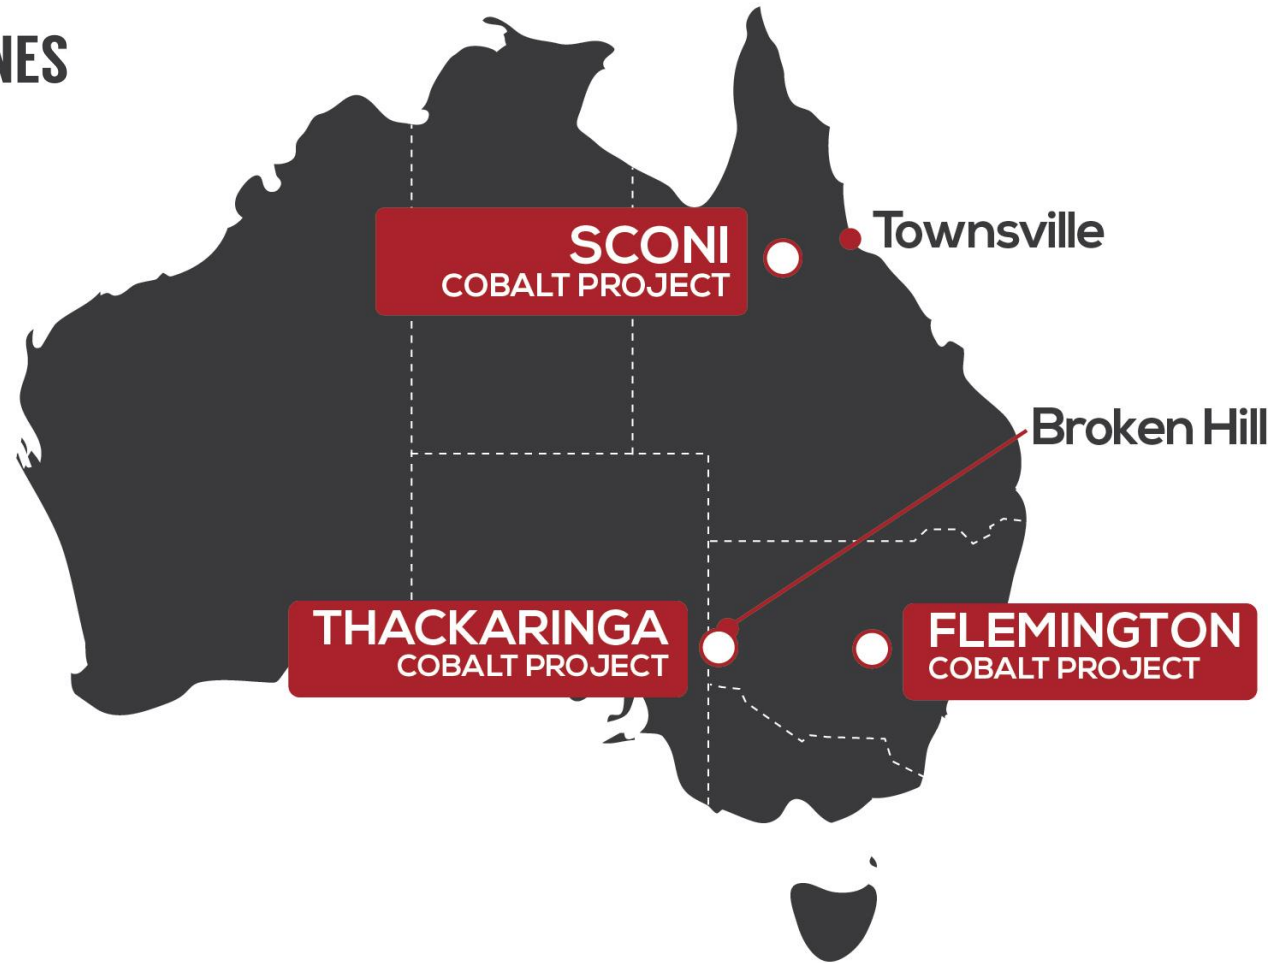 NES
SCONI
COBALT PROJECT
Townsville
Broken Hill
THACKARINGA
COBALT PROJECT
FLEMINGTON
COBALT PROJECT